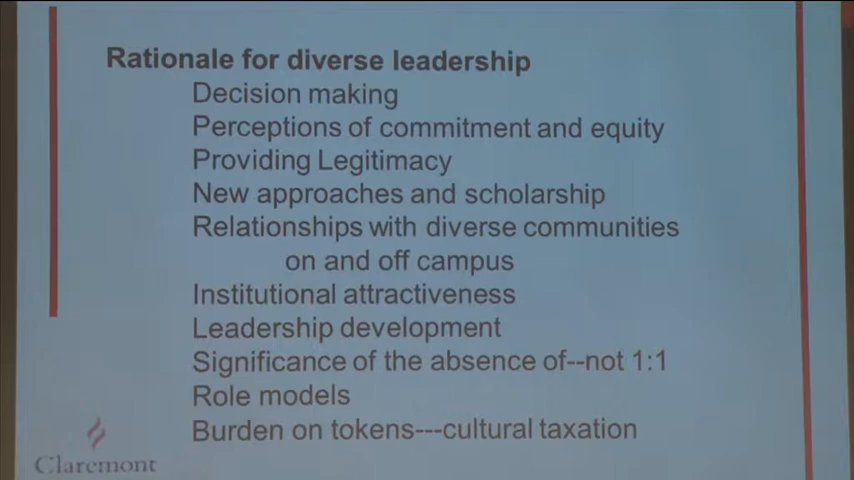 Rationale for diverse leadership
Decision making
Perceptions of commitment and equity
Providing Legitimacy
New approaches and scholarship
Relationships with diverse communities
on and off campus
Institutional attractiveness
Leadership development
Significance of the absence of--not 1:1
Role models
Burden on tokens---cultural taxation
Claremont